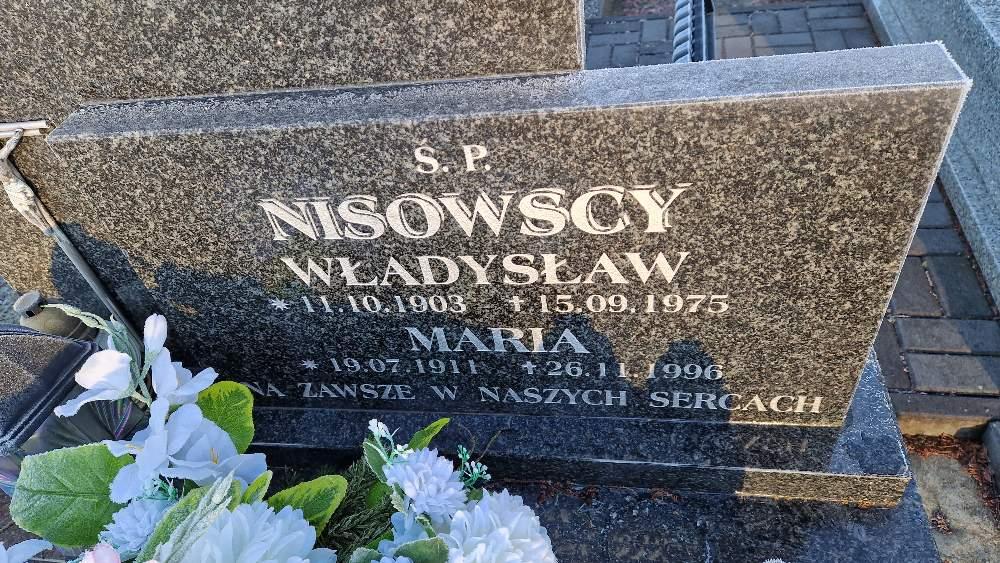 Ś. P.
NISOWSCY
WŁADYSŁAW
* 11.10.1903 † 15.09.1975
MARIA
* 19.07.1911 † 26.11.1996
NA ZAWSZE W NASZYCH SERCACH